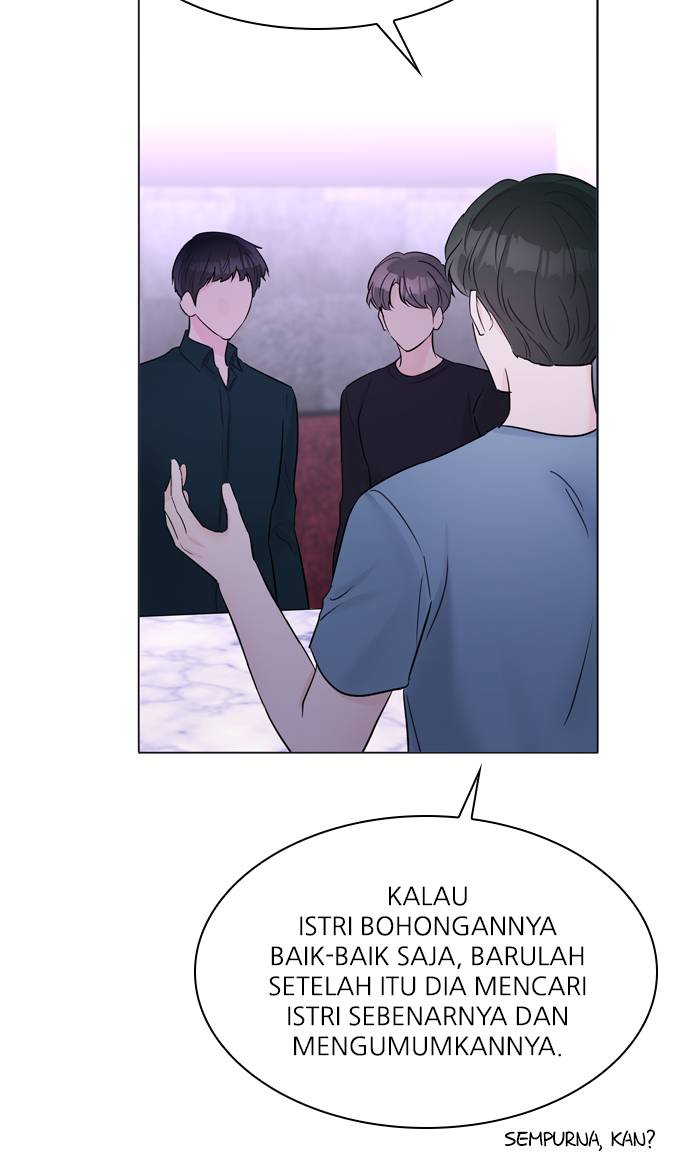 KALAU
ISTRI BOHONGANNYA
BAIK-BAIK SAJA, BARULAH
SETELAH ITU DIA MENCARI
ISTRI SEBENARNYA DAN
MENGUMUMKANNYA.
SEMPURNA, KAN?